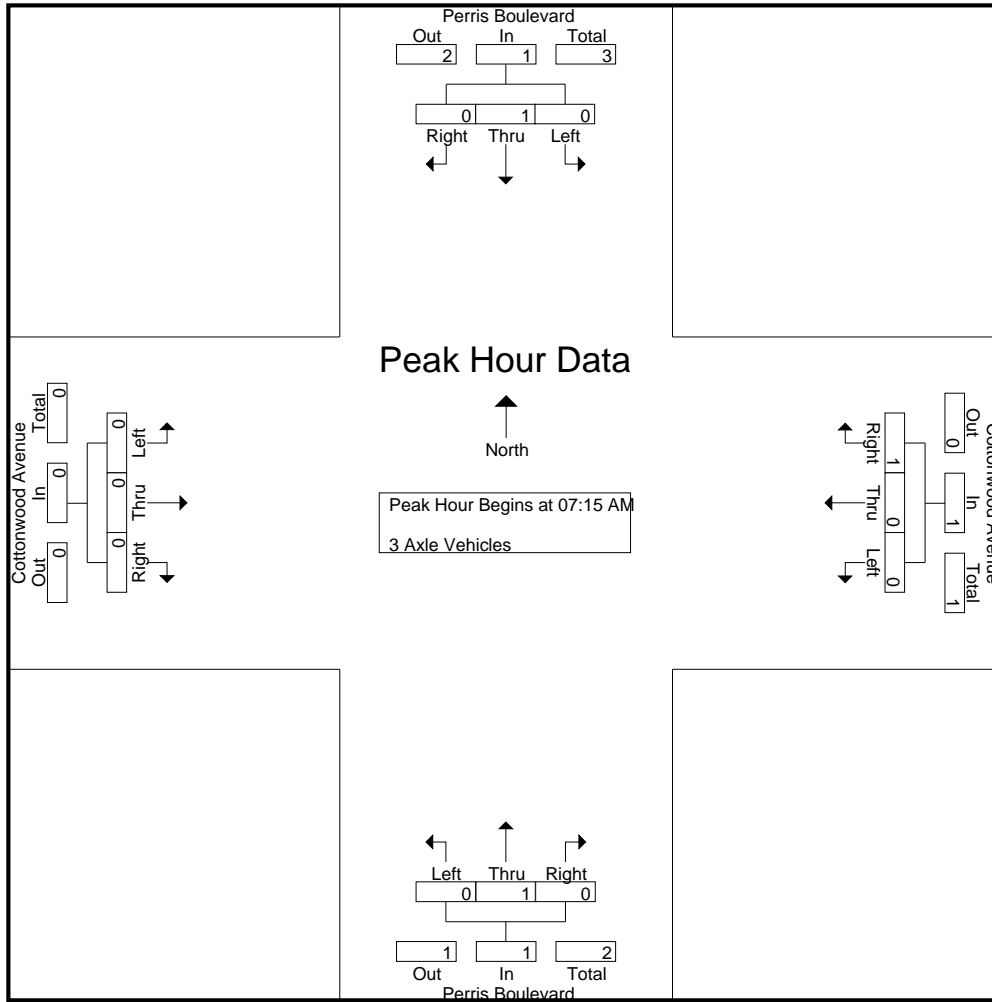 Perris Boulevard
Out In Total
2 1 3
0 1 0
Right Thru Left
Peak Hour Data
North
Peak Hour Begins at 07:15 AM
3 Axle Vehicles
Cottonwood Avenue
Total In Out
0 0 0
0 0 0
Left Thru Right
Cottonwood Avenue
Out In Total
0 1 1
1 0 0
Right Thru Left
Left Thru Right
0 1 0
1 1 2
Out In Total
Perris Boulevard